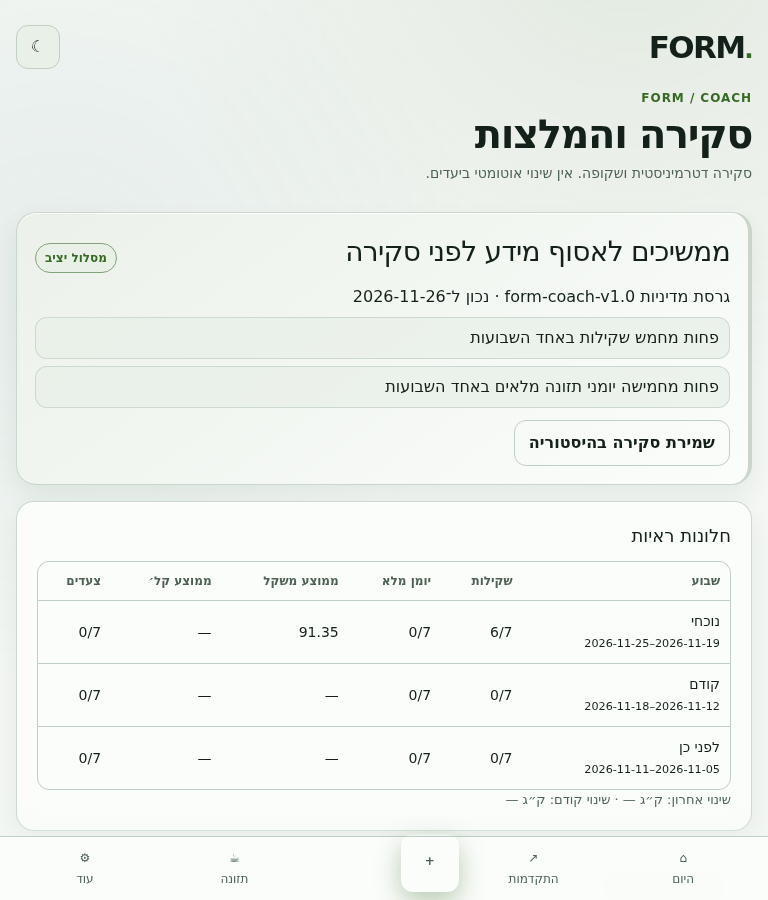 FORM.
☾
FORM / COACH
סקירה והמלצות
סקירה דטרמיניסטית ושקופה. אין שינוי אוטומטי ביעדים.
ממשיכים לאסוף מידע לפני סקירה
מסלול יציב
גרסת מדיניות form-coach-v1.0 · נכון ל־2026-11-26
פחות מחמש שקילות באחד השבועות
פחות מחמישה יומני תזונה מלאים באחד השבועות
שמירת סקירה בהיסטוריה
חלונות ראיות
שבוע שקילות יומן מלא ממוצע משקל ממוצע קל׳ צעדים
נוכחי 6/7 0/7 91.35 — 0/7
2026-11-19–2026-11-25
קודם 0/7 0/7 — — 0/7
2026-11-12–2026-11-18
לפני כן 0/7 0/7 — — 0/7
2026-11-05–2026-11-11
שינוי אחרון: ק״ג — · שינוי קודם: ק״ג —
היום
התקדמות
+
תזונה
עוד